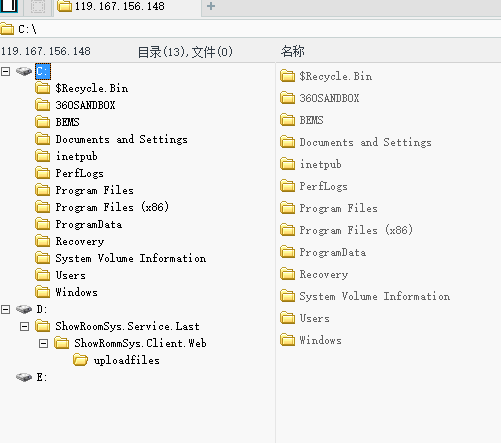 119.167.156.148
C:\
119.167.156.148 目录(13),文件(0) 名称
C:
$Recycle.Bin
360SANDBOX
BEMS
Documents and Settings
inetpub
PerfLogs
Program Files
Program Files (x86)
ProgramData
Recovery
System Volume Information
Users
Windows
D:
ShowRoomSys.Service.Last
ShowRommSys.Client.Web
uploadfiles
E:
$Recycle.Bin
360SANDBOX
BEMS
Documents and Settings
inetpub
PerfLogs
Program Files
Program Files (x86)
ProgramData
Recovery
System Volume Information
Users
Windows